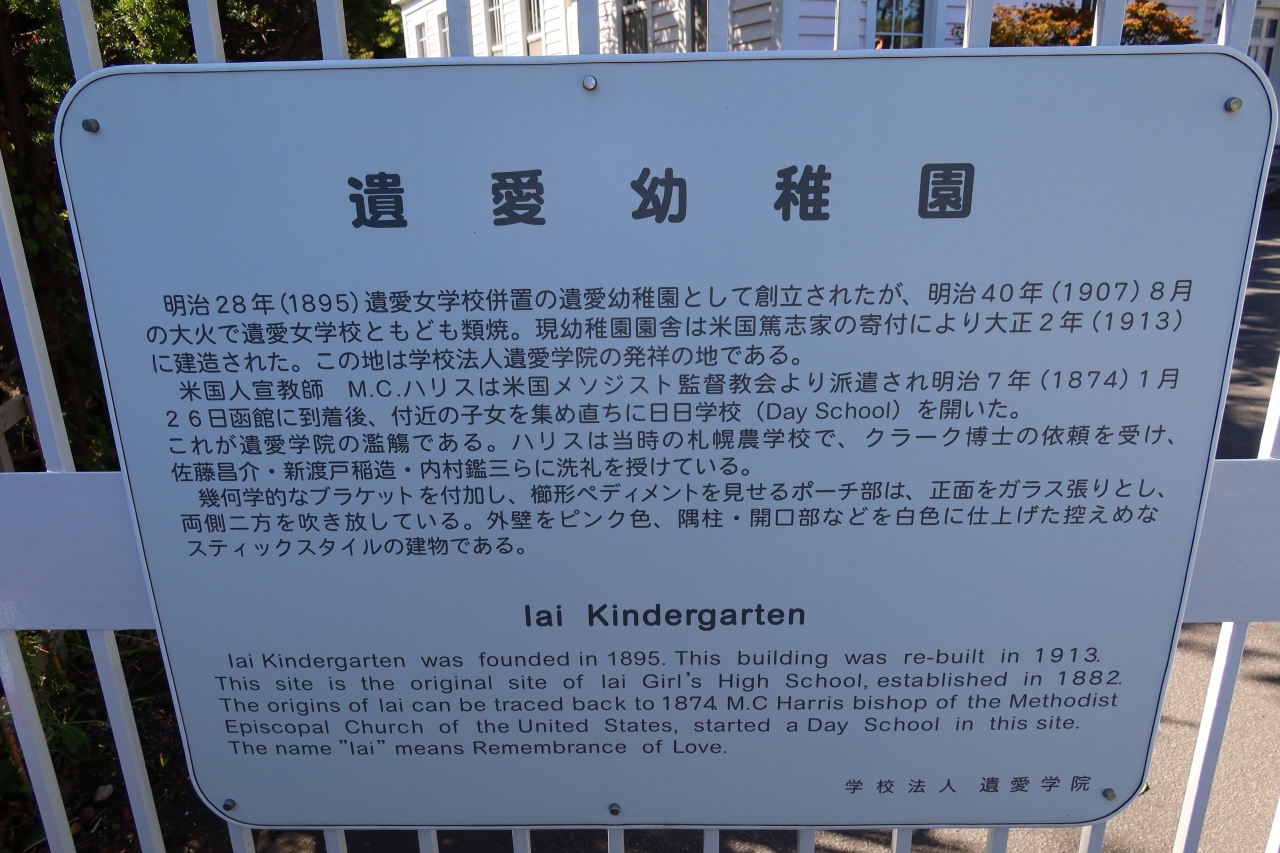 遺愛幼稚園
明治28年(1895)遺愛女学校併置の遺愛幼稚園として創立されたが、明治40年(1907)8月
の大火で遺愛女学校ともども類焼。現幼稚園園舎は米国篤志家の寄付により大正2年(1913)
に建造された。この地は学校法人遺愛学院の発祥の地である。
米国人宣教師　M.C.ハリスは米国メソジスト監督教会より派遣され明治7年(1874)1月
26日函館に到着後、付近の子女を集め直ちに日日学校(Day School)を開いた。
これが遺愛学院の濫觴である。ハリスは当時の札幌農学校で、クラーク博士の依頼を受け、
佐藤昌介・新渡戸稲造・内村鑑三らに洗礼を授けている。
幾何学的なブラケットを付加し、櫛形ペディメントを見せるポーチ部は、正面をガラス張りとし、
両側二方を吹き放している。外壁をピンク色、隅柱・開口部などを白色に仕上げた控えめな
スティックスタイルの建物である。
Iai Kindergarten
Iai Kindergarten was founded in 1895. This building was re-built in 1913.
This site is the original site of Iai Girl's High School, established in 1882.
The origins of Iai can be traced back to 1874. M.C Harris bishop of the Methodist
Episcopal Church of the United States, started a Day School in this site.
The name "Iai" means Remembrance of Love.
学校法人 遺愛学院